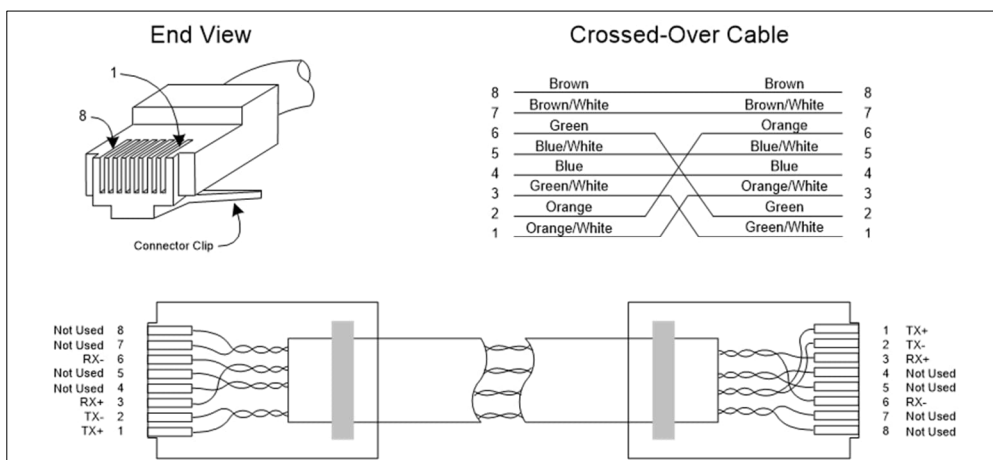 End View
1
8
Connector Clip
Crossed-Over Cable
8 Brown Brown 8
7 Brown/White Brown/White 7
6 Green Orange 6
5 Blue/White Blue/White 5
4 Blue Blue 4
3 Green/White Orange/White 3
2 Orange Green 2
1 Orange/White Green/White 1
Not Used 8
Not Used 7
RX- 6
Not Used 5
Not Used 4
RX+ 3
TX- 2
TX+ 1
1 TX+
2 TX-
3 RX+
4 Not Used
5 Not Used
6 RX-
7 Not Used
8 Not Used